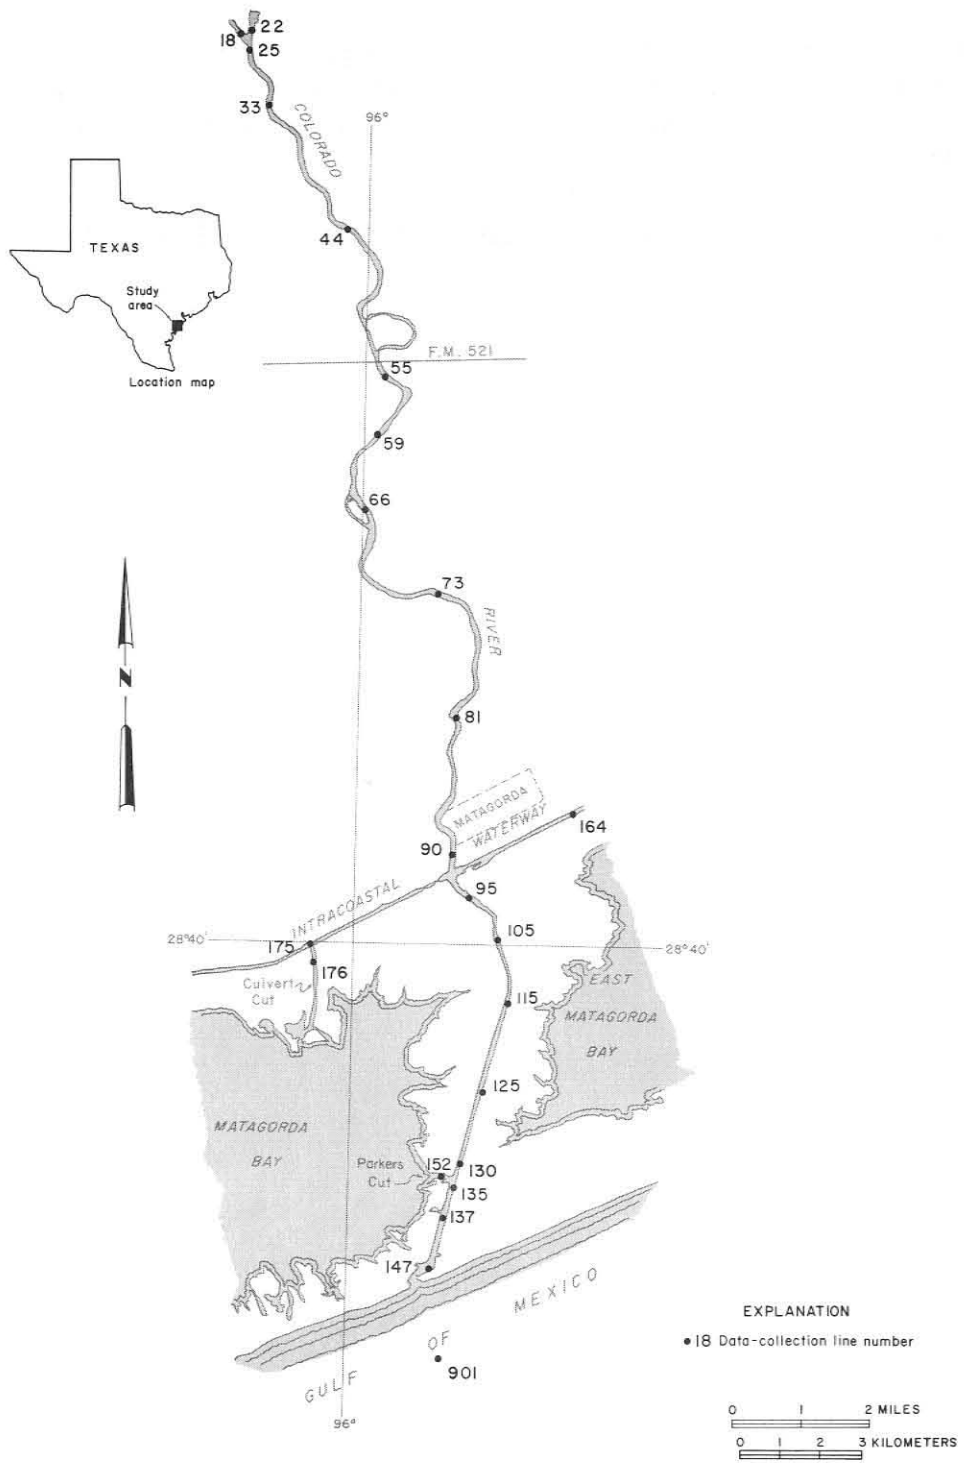 18
22
25
33
COLORADO
96°
44
TEXAS
Study
area
Location map
F.M. 521
55
59
66
73
RIVER
N
81
MATAGORDA
WATERWAY
164
90
INTRACOASTAL
95
28°40'
175
105
28°40'
176
Culvert
Cut
115
EAST
MATAGORDA
BAY
125
MATAGORDA
BAY
Parkers
Cut
152
130
135
137
147
GULF OF MEXICO
901
96°
EXPLANATION
• 18 Data-collection line number
0 1 2 MILES
0 1 2 3 KILOMETERS